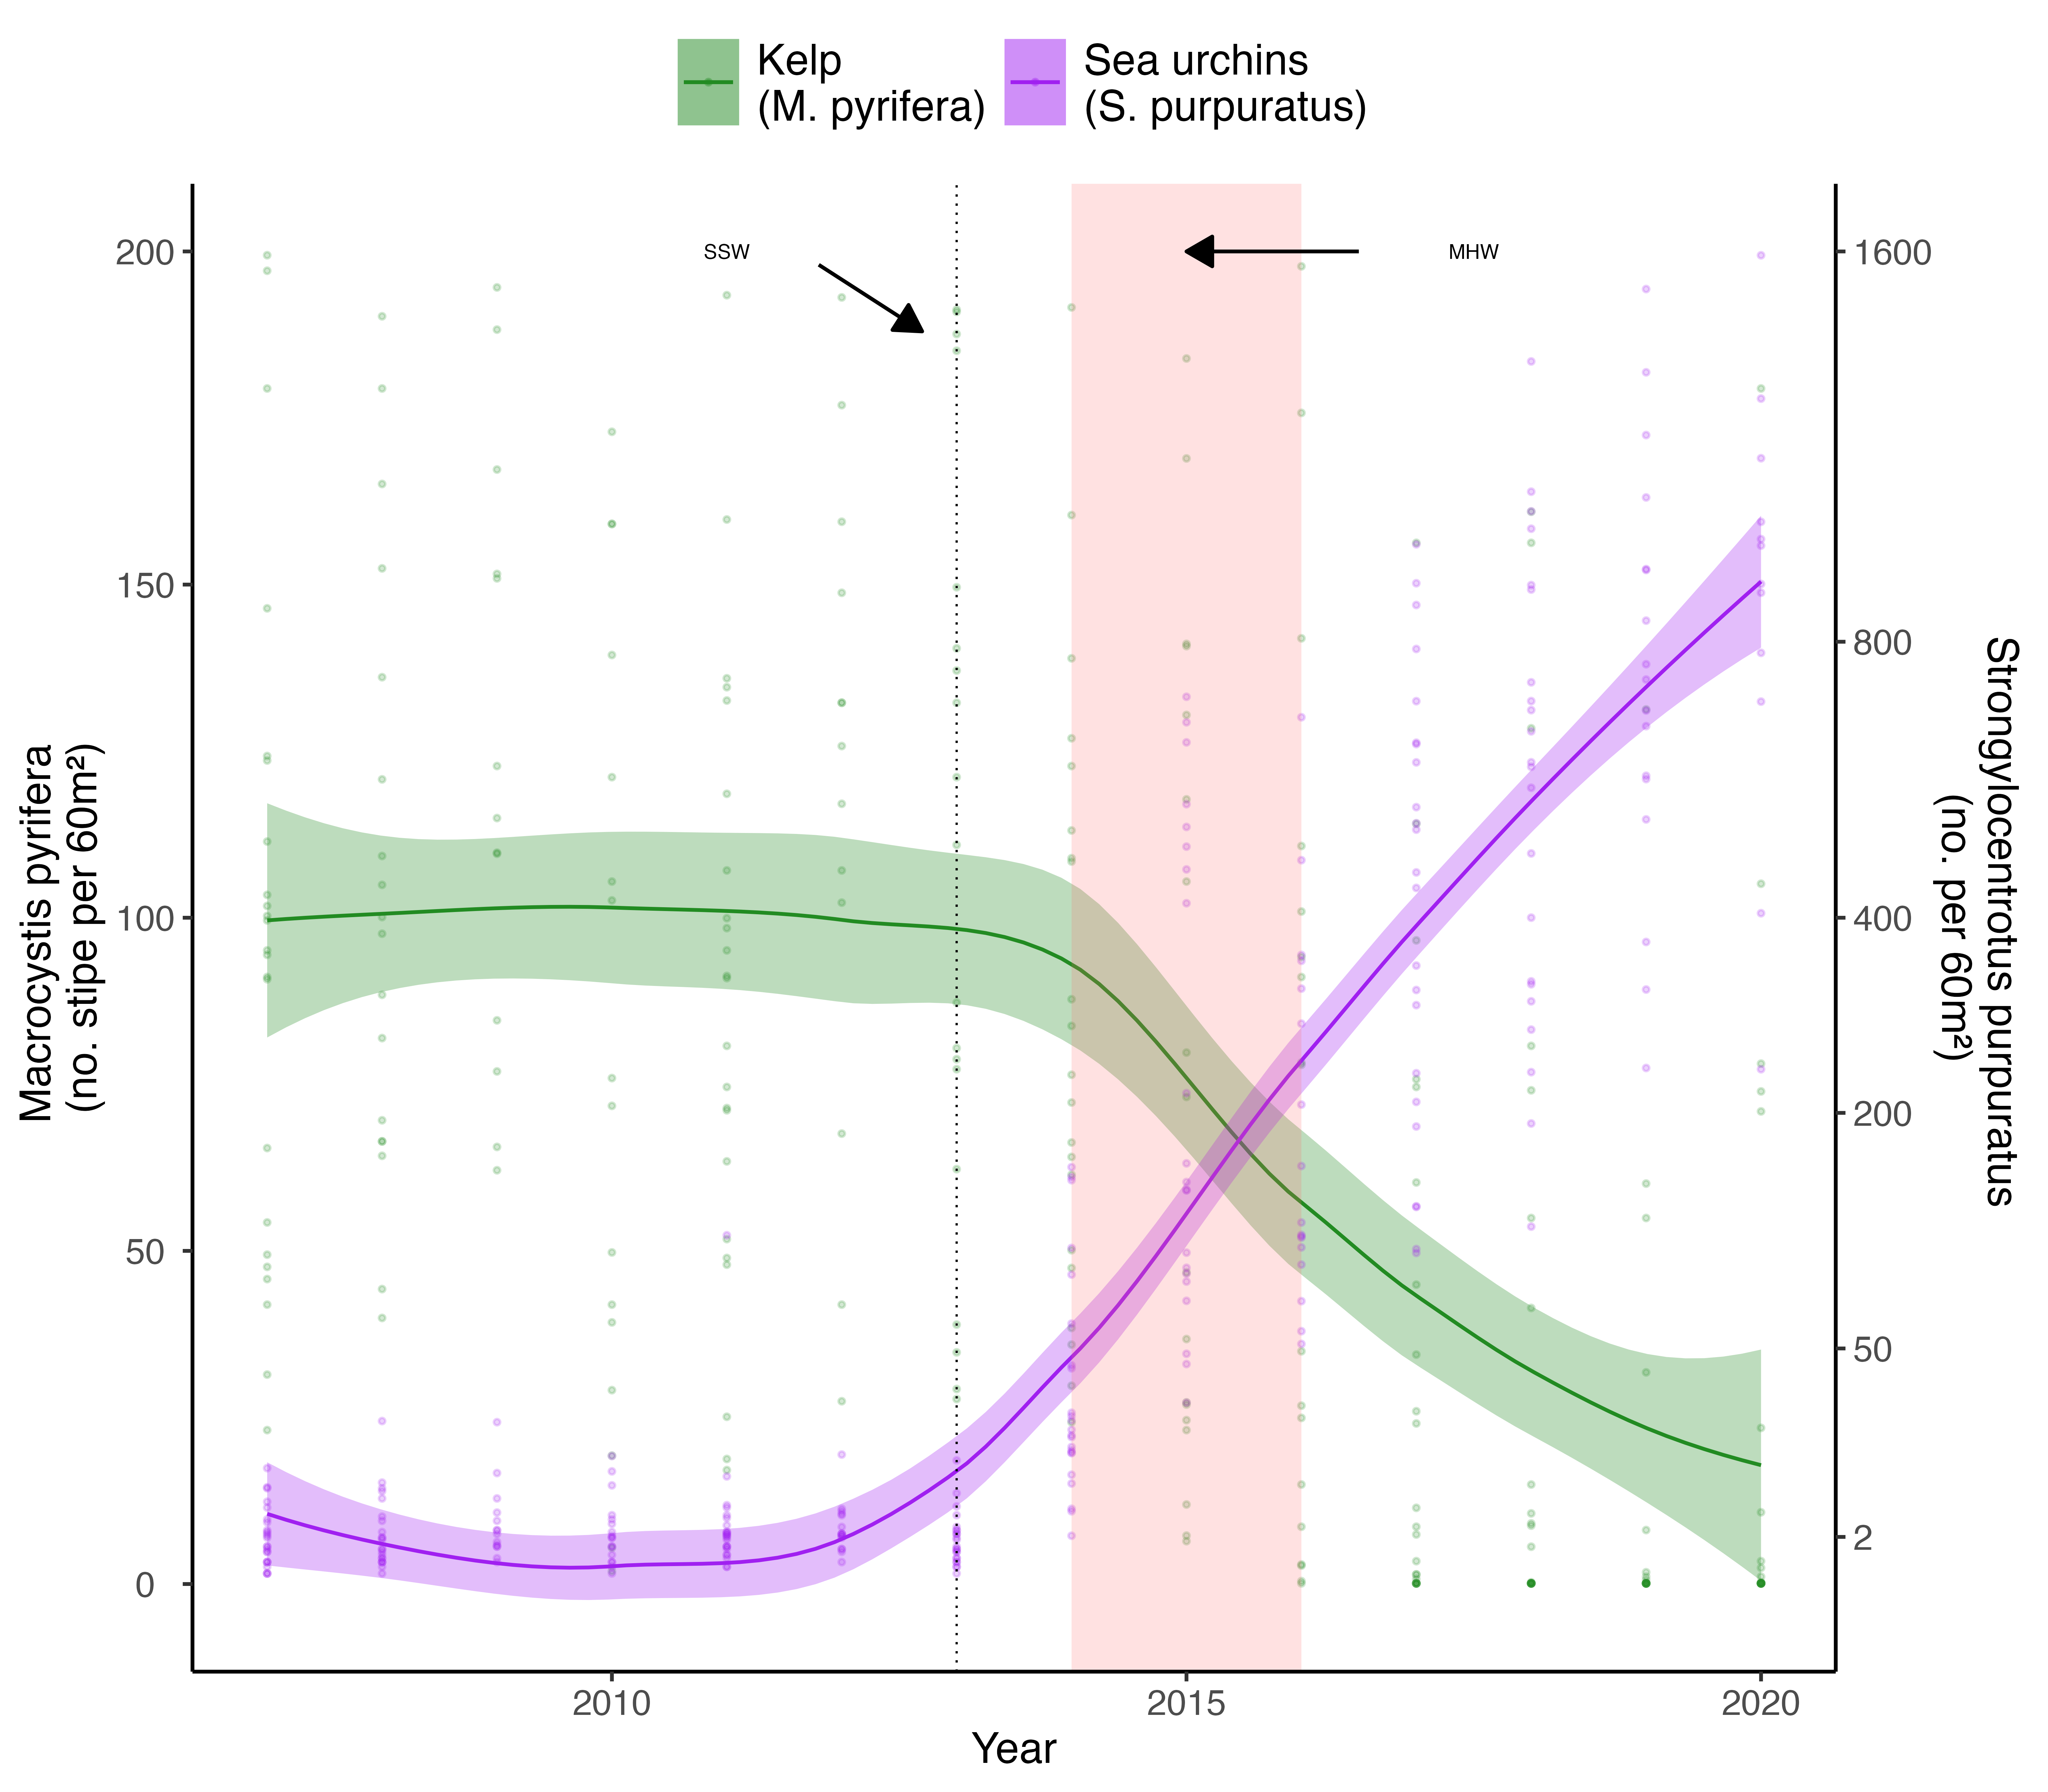 Kelp
(M. pyrifera)
Sea urchins
(S. purpuratus)
SSW
MHW
200
150
100
50
0
Macrocystis pyrifera
(no. stipe per 60m²)
1600
800
400
200
50
2
Strongylocentrotus purpuratus
(no. per 60m²)
2010
2015
2020
Year